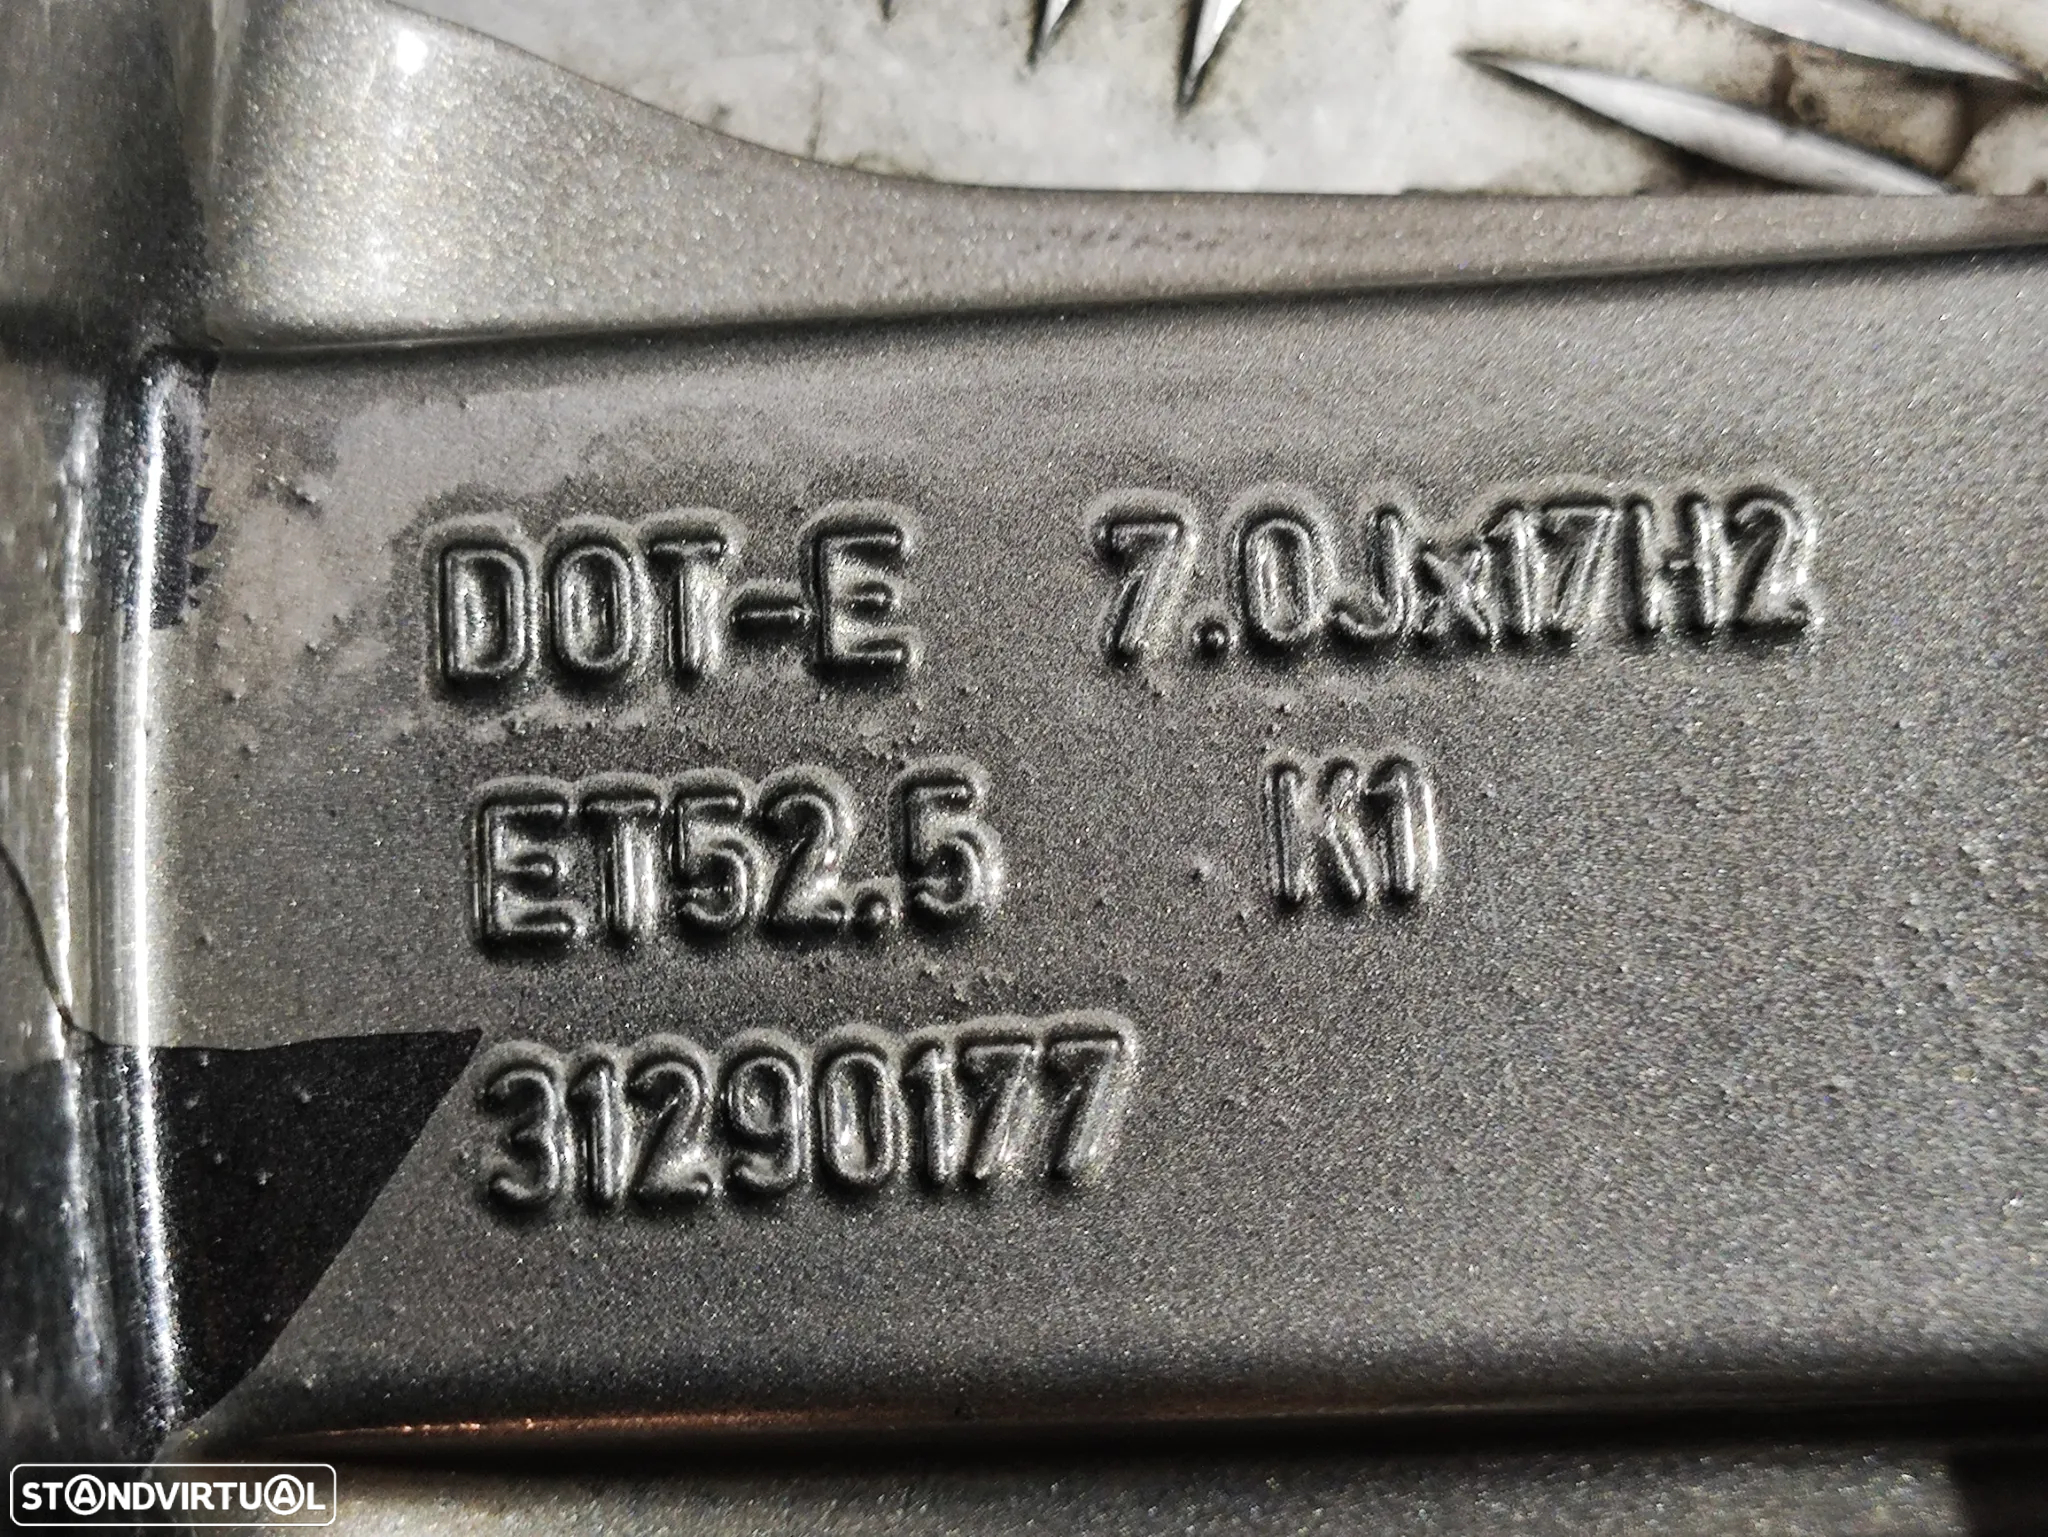 DOT-E 7.0Jx17H2
ET52.5 K1
31290177
STANDVIRTUAL